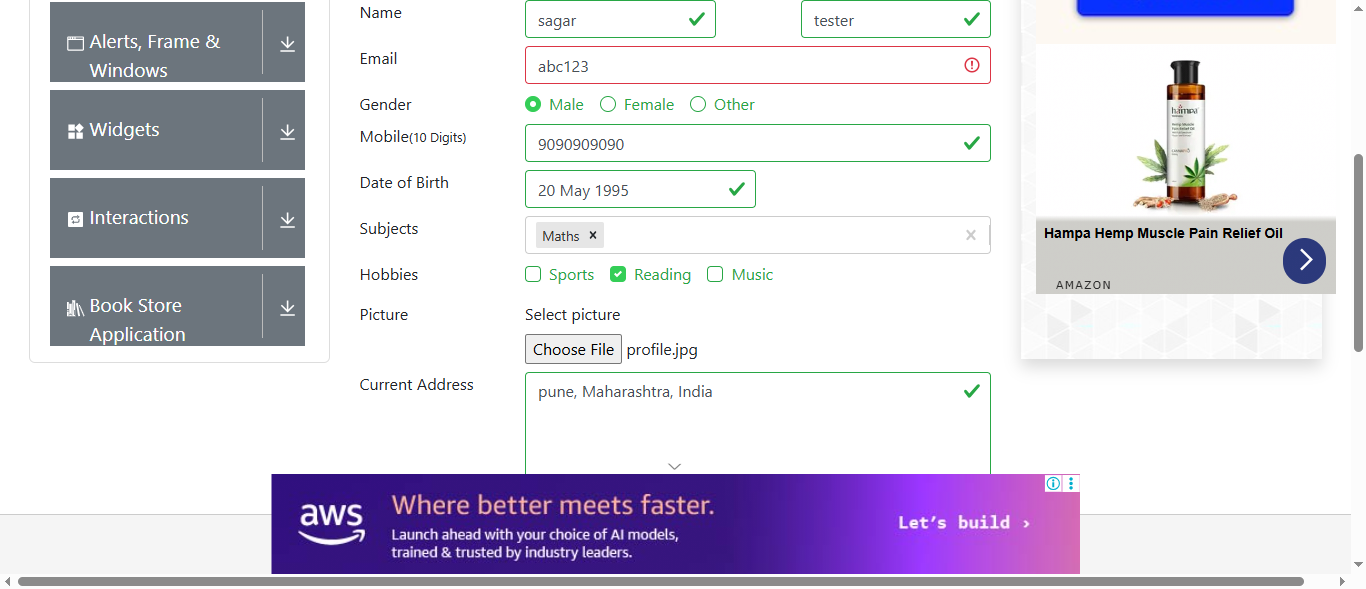 Alerts, Frame &
Windows
Widgets
Interactions
Book Store
Application
Name
sagar
tester
Email
abc123
Gender
Male
Female
Other
Mobile(10 Digits)
9090909090
Date of Birth
20 May 1995
Subjects
Maths
Hobbies
Sports
Reading
Music
Picture
Select picture
Choose File profile.jpg
Current Address
pune, Maharashtra, India
hampa
Hampa Hemp Muscle Pain Relief Oil
AMAZON
aws
Where better meets faster.
Launch ahead with your choice of AI models,
trained & trusted by industry leaders.
Let's build ›